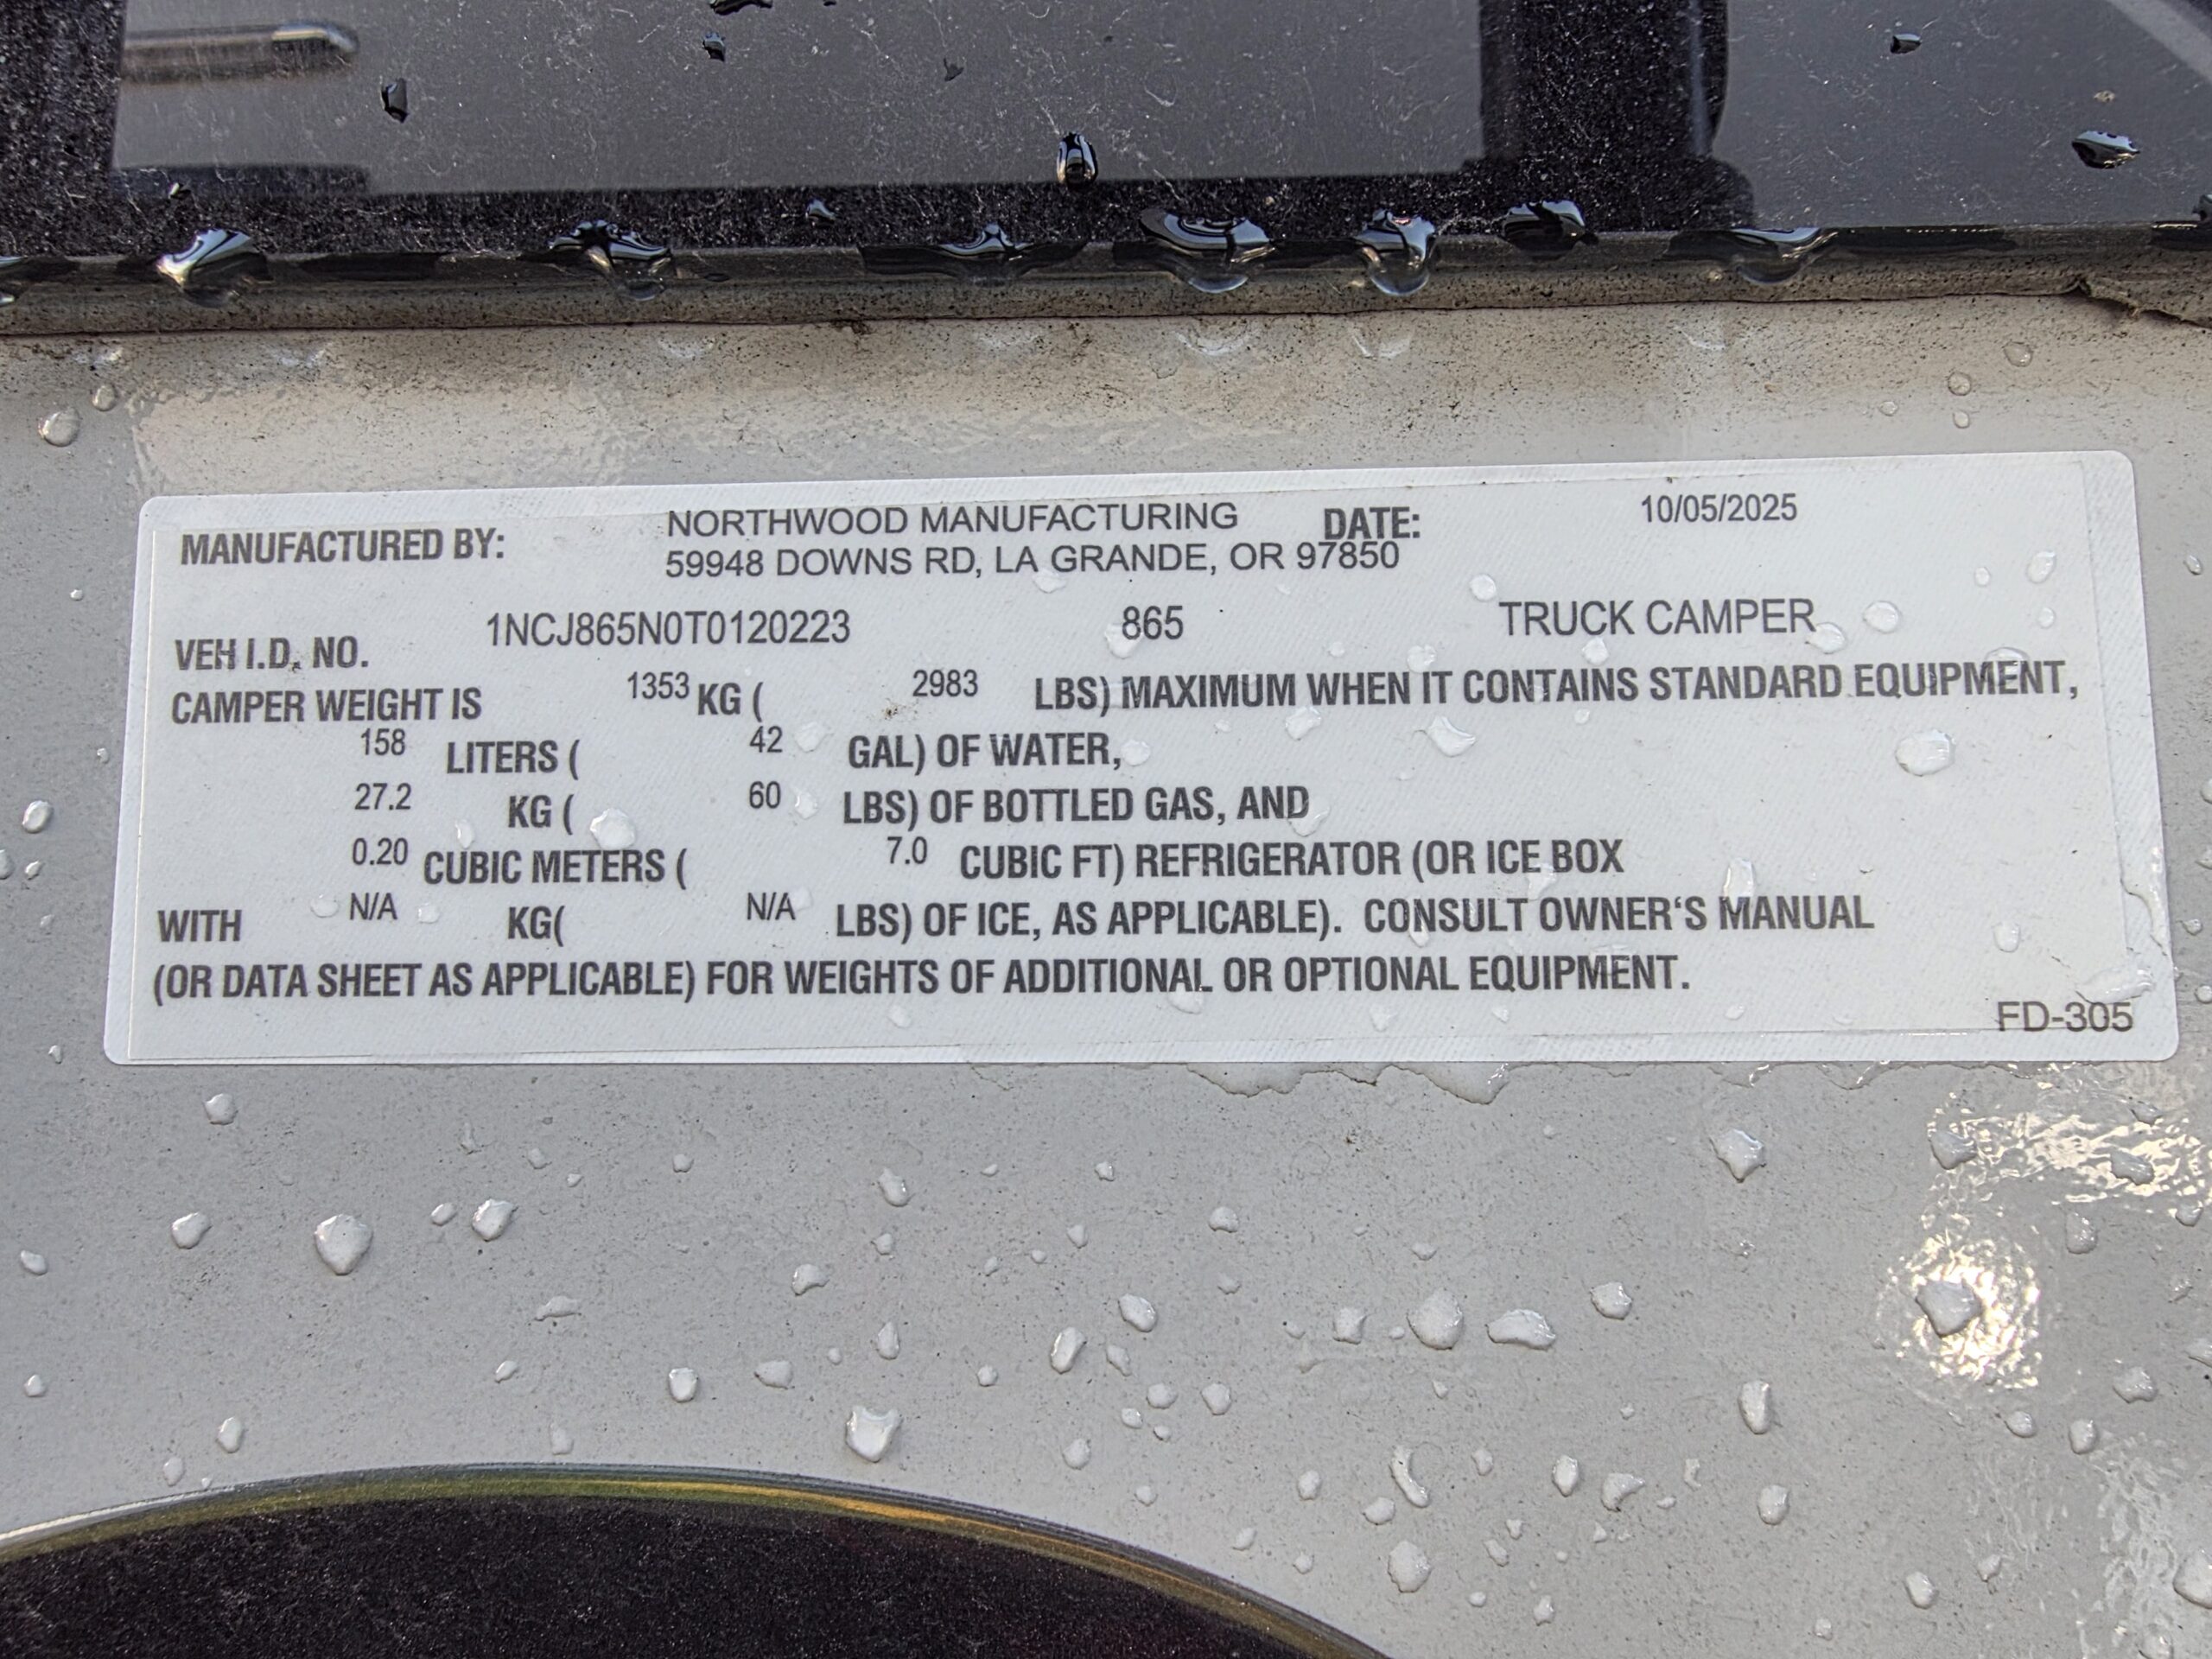 MANUFACTURED BY: NORTHWOOD MANUFACTURING DATE: 10/05/2025
59948 DOWNS RD, LA GRANDE, OR 97850
VEH I.D. NO. 1NCJ865N0T0120223 865 TRUCK CAMPER
CAMPER WEIGHT IS 1353 KG ( 2983 LBS) MAXIMUM WHEN IT CONTAINS STANDARD EQUIPMENT,
158 LITERS ( 42 GAL) OF WATER,
27.2 KG ( 60 LBS) OF BOTTLED GAS, AND
0.20 CUBIC METERS ( 7.0 CUBIC FT) REFRIGERATOR (OR ICE BOX
WITH N/A KG( N/A LBS) OF ICE, AS APPLICABLE). CONSULT OWNER'S MANUAL
(OR DATA SHEET AS APPLICABLE) FOR WEIGHTS OF ADDITIONAL OR OPTIONAL EQUIPMENT.
FD-305